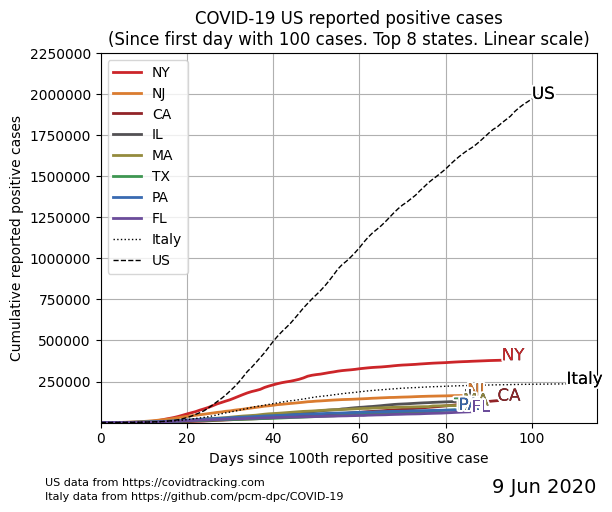 COVID-19 US reported positive cases
(Since first day with 100 cases. Top 8 states. Linear scale)
2250000
2000000
1750000
1500000
1250000
1000000
750000
500000
250000
0
Cumulative reported positive cases
NY
NJ
CA
IL
MA
TX
PA
FL
Italy
US
US
NY
Italy
NJ
CA
PA
FL
0
20
40
60
80
100
Days since 100th reported positive case
US data from https://covidtracking.com
Italy data from https://github.com/pcm-dpc/COVID-19
9 Jun 2020